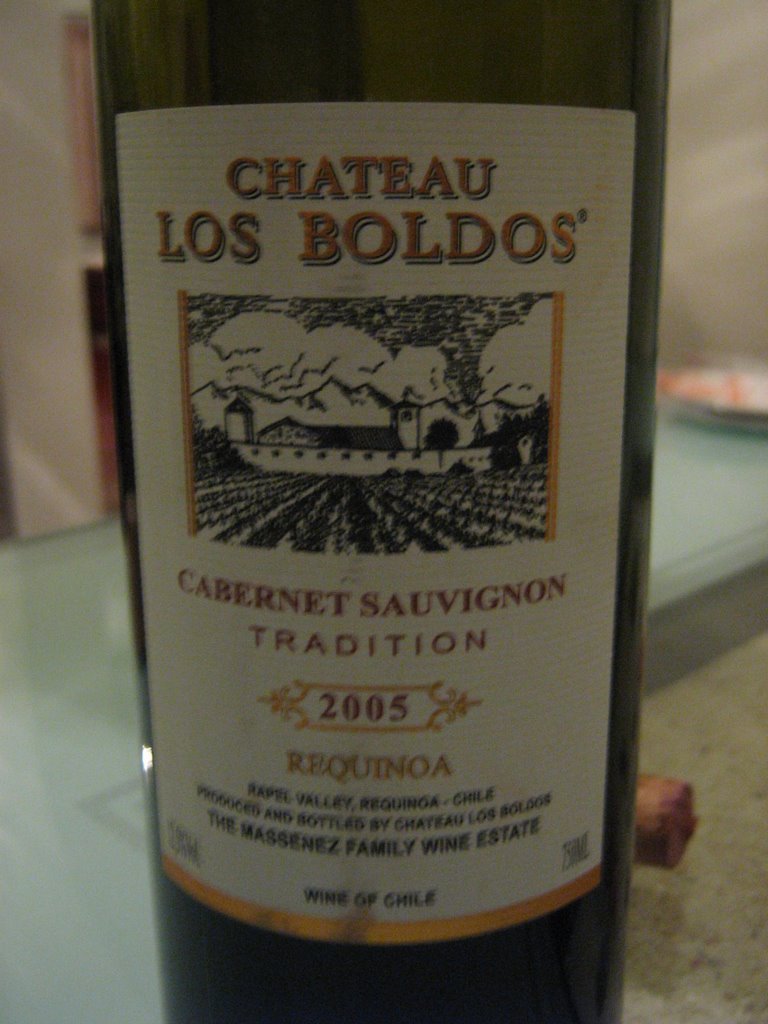 CHATEAU
LOS BOLDOS®
CABERNET SAUVIGNON
TRADITION
2005
REQUINOA
RAPEL VALLEY, REQUINOA - CHILE
PRODUCED AND BOTTLED BY CHATEAU LOS BOLDOS
THE MASSENEZ FAMILY WINE ESTATE
750ML
WINE OF CHILE